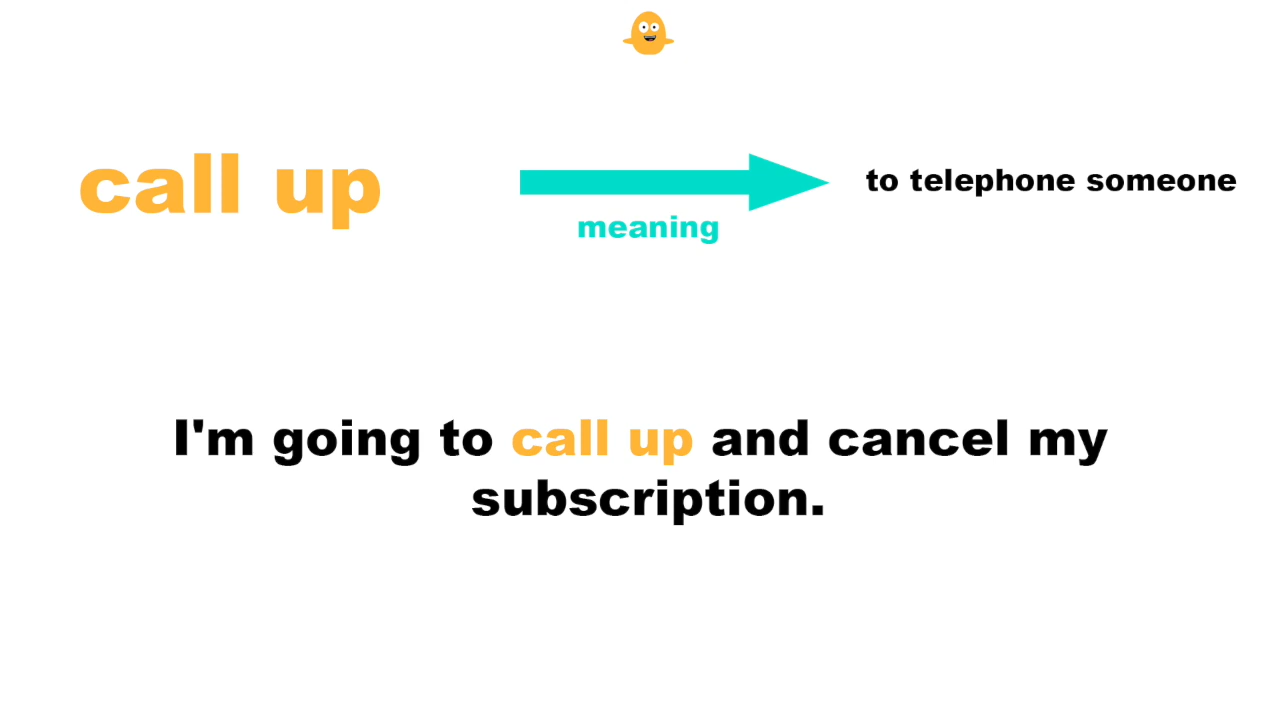 call up
meaning
to telephone someone
I'm going to call up and cancel my
subscription.